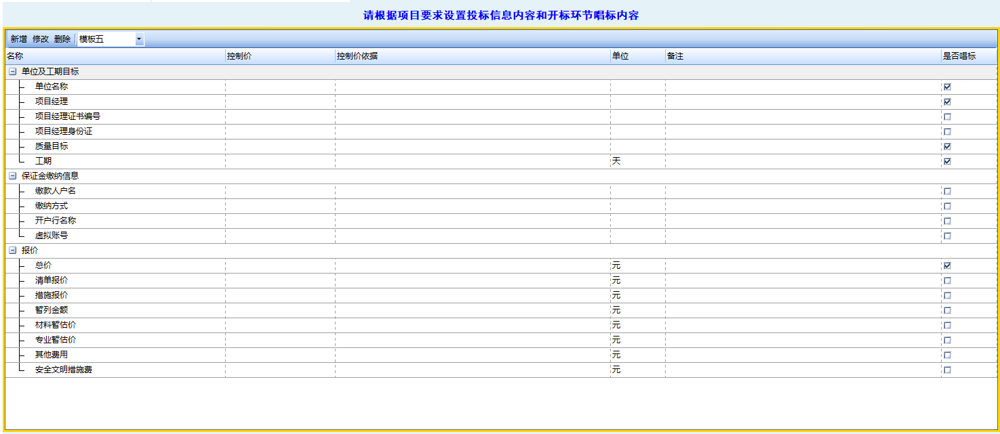 请根据项目要求设置投标信息内容和开标环节唱标内容
新增 修改 删除 模板五
名称 控制价 控制价依据 单位 备注 是否唱标
单位及工期目标
单位名称
项目经理
项目经理证书编号
项目经理身份证
质量目标
工期 天
保证金缴纳信息
缴款人户名
缴纳方式
开户行名称
虚拟账号
报价
总价 元
清单报价 元
措施报价 元
暂列金额 元
材料暂估价 元
专业暂估价 元
其他费用 元
安全文明措施费 元